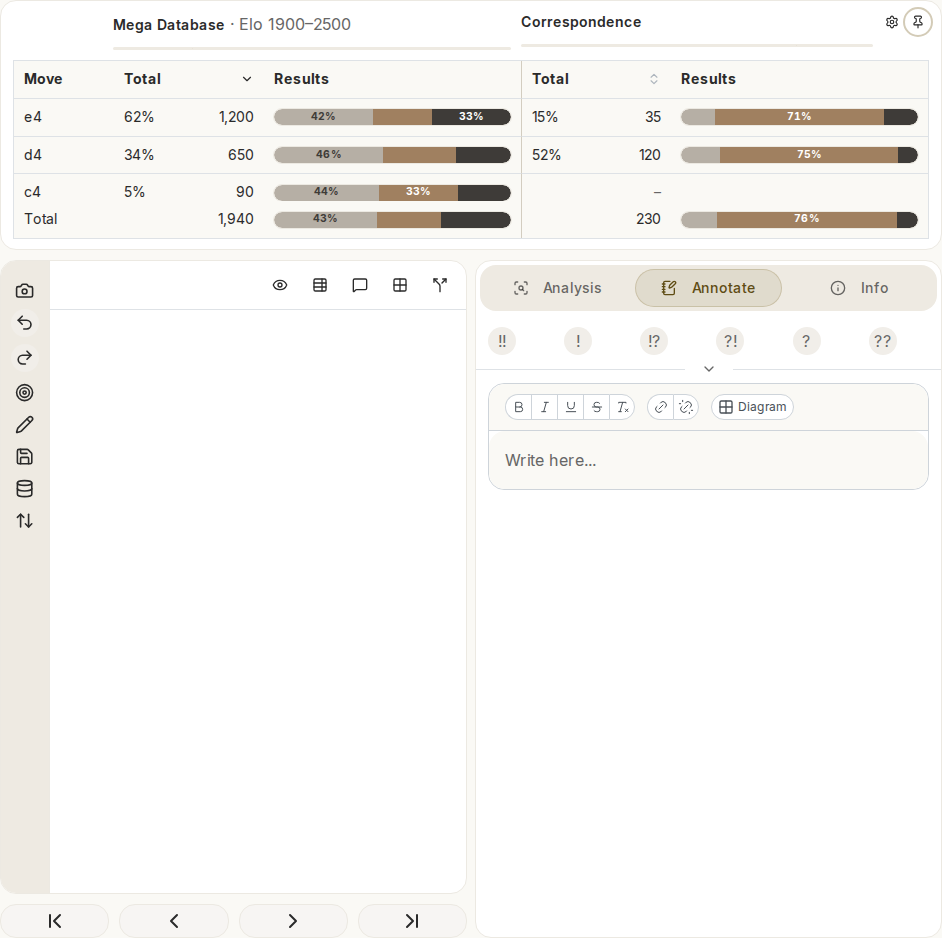 Mega Database · Elo 1900–2500 Correspondence
Move Total Results Total Results
e4 62% 1,200 42% 33% 15% 35 71%
d4 34% 650 46% 52% 120 75%
c4 5% 90 44% 33% –
Total 1,940 43% 230 76%
Analysis Annotate Info
!! ! !? ?! ? ??
B I U S Tx Diagram
Write here...